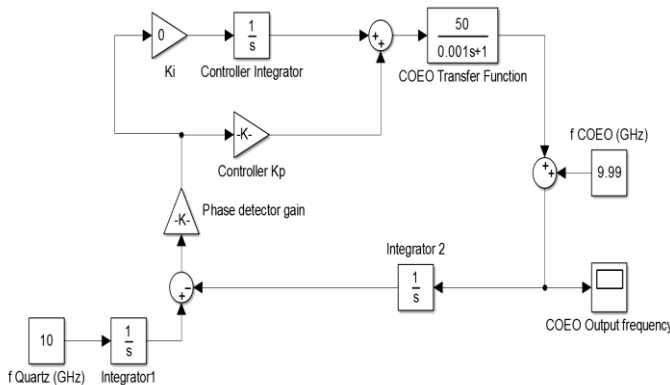 0
1
s
Ki
Controller Integrator
+
+
50
0.001s+1
COEO Transfer Function
-K-
Controller Kp
f COEO (GHz)
+
+
9.99
-K-
Phase detector gain
Integrator 2
1
s
COEO Output frequency
+
−
10
f Quartz (GHz)
1
s
Integrator1